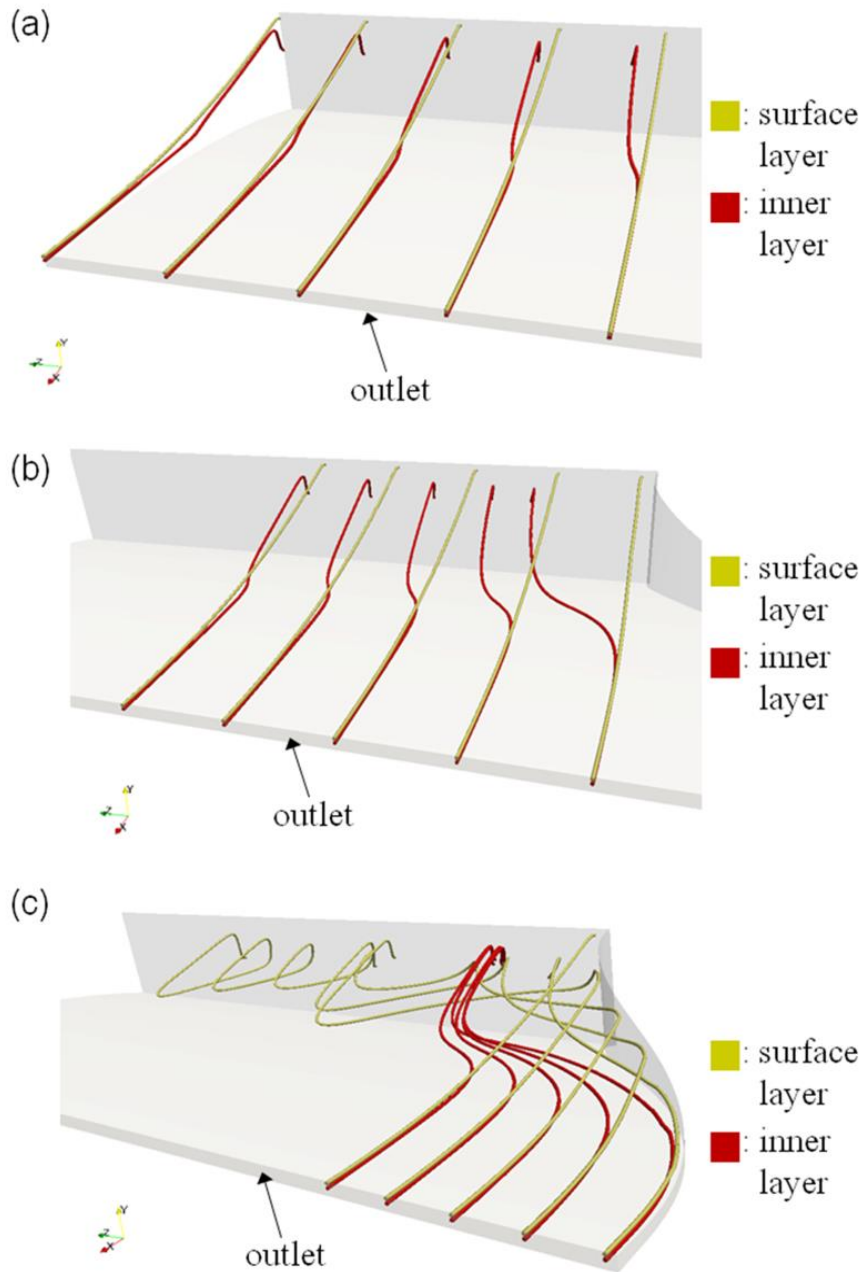 (a)
: surface
layer
: inner
layer
Y
Z
X
outlet
(b)
: surface
layer
: inner
layer
Y
Z
X
outlet
(c)
: surface
layer
: inner
layer
Y
Z
X
outlet